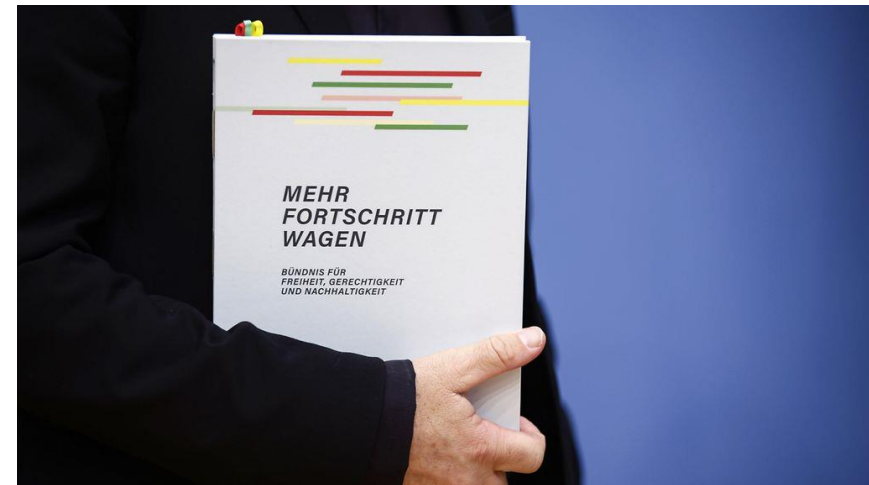 MEHR
FORTSCHRITT
WAGEN
BÜNDNIS FÜR
FREIHEIT, GERECHTIGKEIT
UND NACHHALTIGKEIT